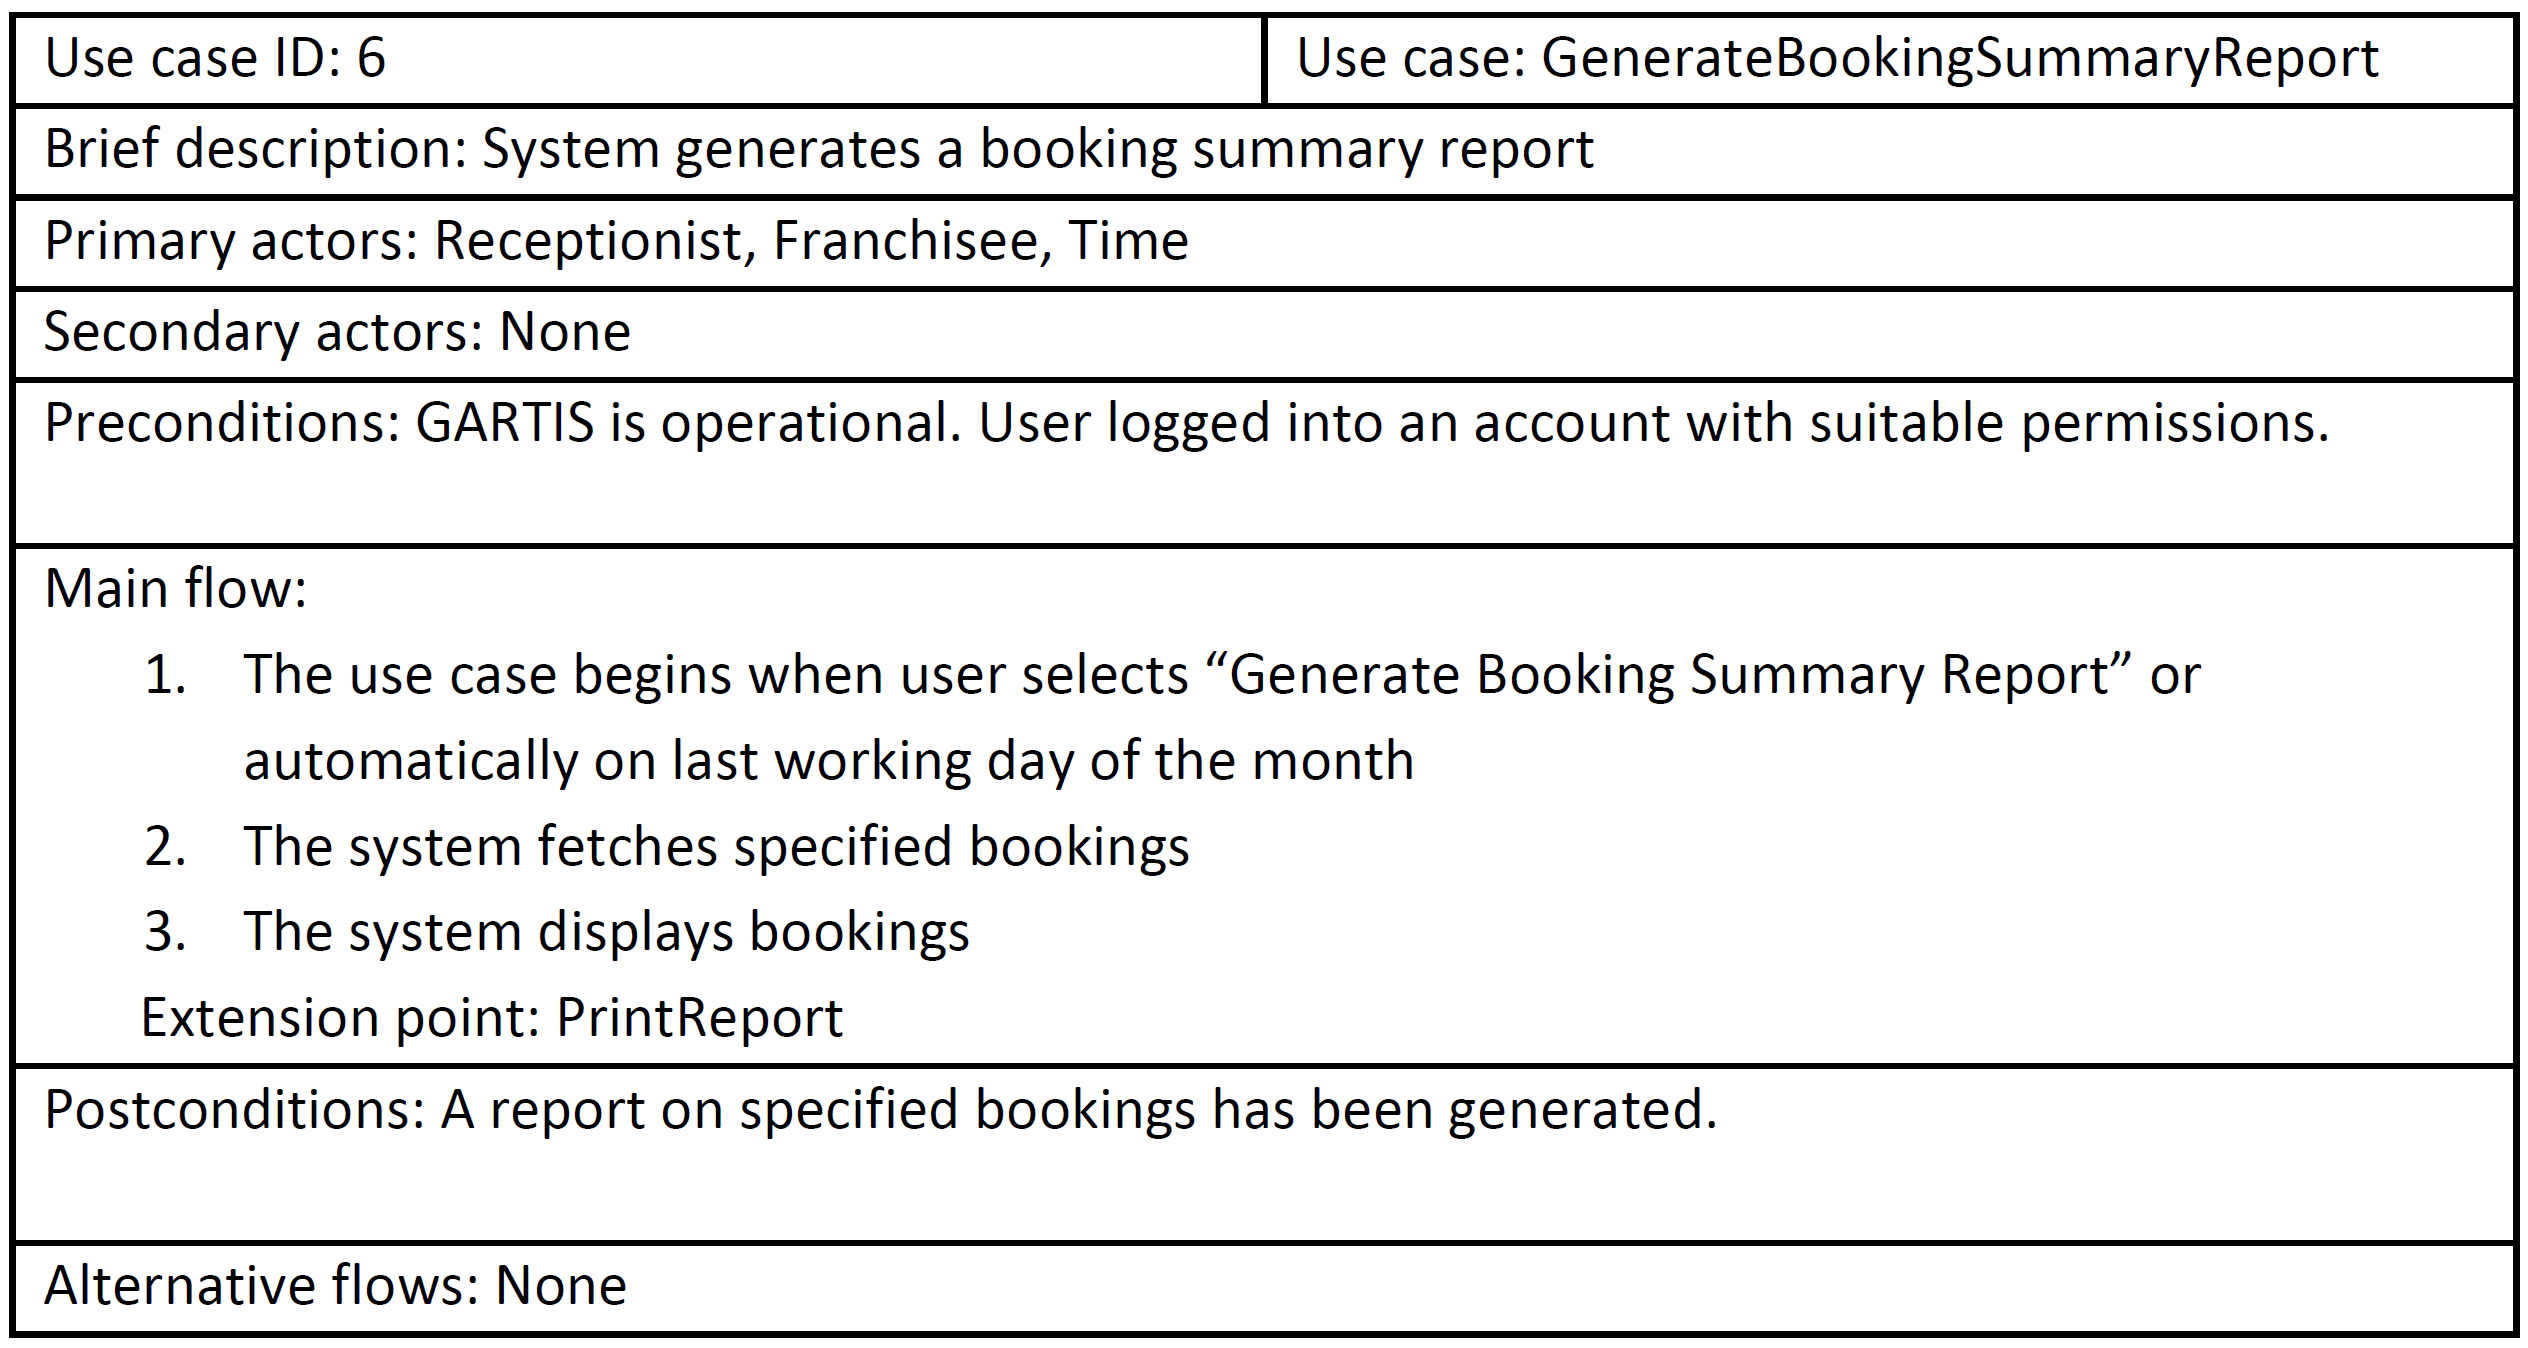 Use case ID: 6
Use case: GenerateBookingSummaryReport
Brief description: System generates a booking summary report
Primary actors: Receptionist, Franchisee, Time
Secondary actors: None
Preconditions: GARTIS is operational. User logged into an account with suitable permissions.
Main flow:
1. The use case begins when user selects “Generate Booking Summary Report” or
automatically on last working day of the month
2. The system fetches specified bookings
3. The system displays bookings
Extension point: PrintReport
Postconditions: A report on specified bookings has been generated.
Alternative flows: None